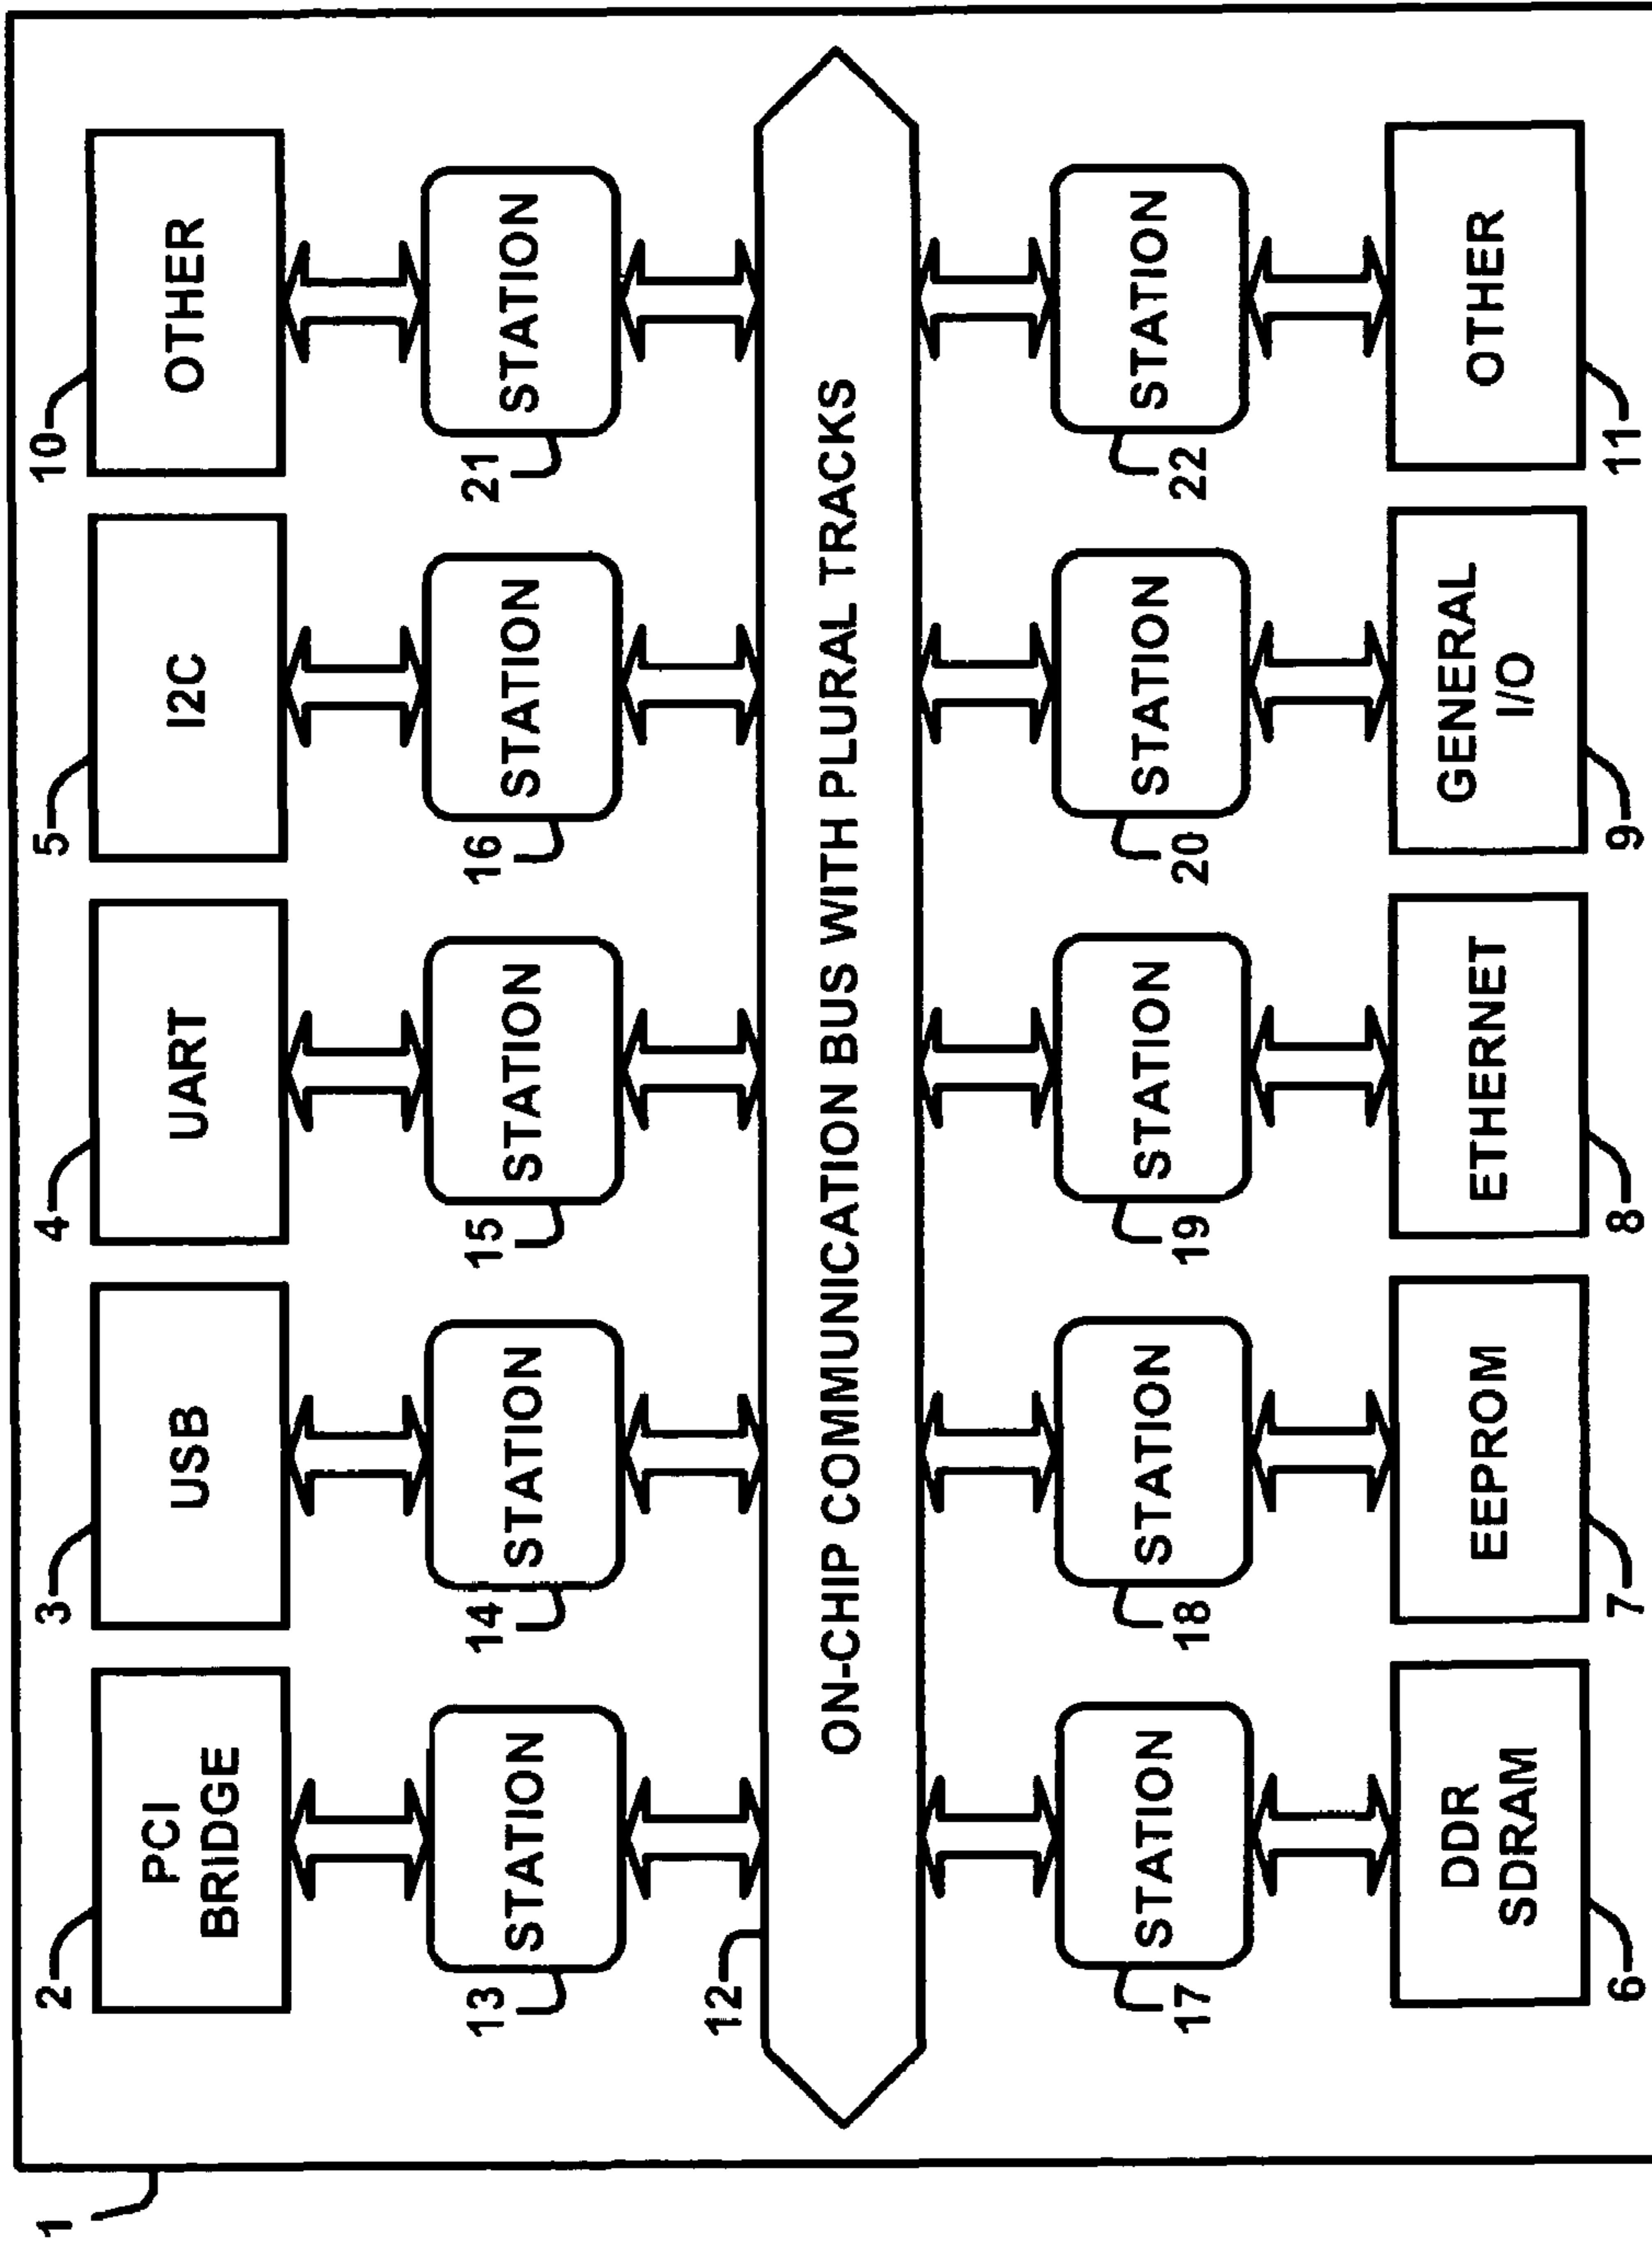 1
2
3
4
5
10
PCI
BRIDGE
USB
UART
I2C
OTHER
13
14
15
16
21
STATION
STATION
STATION
STATION
STATION
12
ON-CHIP COMMUNICATION BUS WITH PLURAL TRACKS
STATION
STATION
STATION
STATION
STATION
17
18
19
20
22
DDR
SDRAM
EEPROM
ETHERNET
GENERAL
I/O
OTHER
6
7
8
9
11